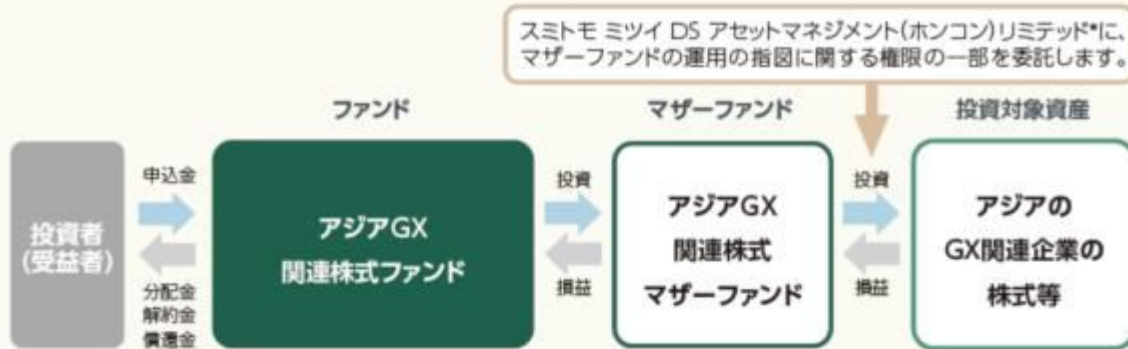 スミトモ ミツイ DS アセットマネジメント(ホンコン)リミテッド*に、
マザーファンドの運用の指図に関する権限の一部を委託します。
ファンド
マザーファンド
投資対象資産
投資者
(受益者)
申込金
分配金
解約金
償還金
アジアGX
関連株式ファンド
投資
損益
アジアGX
関連株式
マザーファンド
投資
損益
アジアの
GX関連企業の
株式等